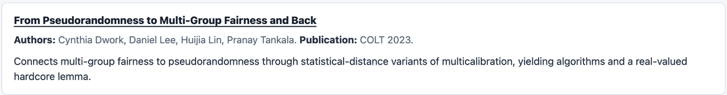 From Pseudorandomness to Multi-Group Fairness and Back
Authors: Cynthia Dwork, Daniel Lee, Huijia Lin, Pranay Tankala. Publication: COLT 2023.
Connects multi-group fairness to pseudorandomness through statistical-distance variants of multicalibration, yielding algorithms and a real-valued
hardcore lemma.